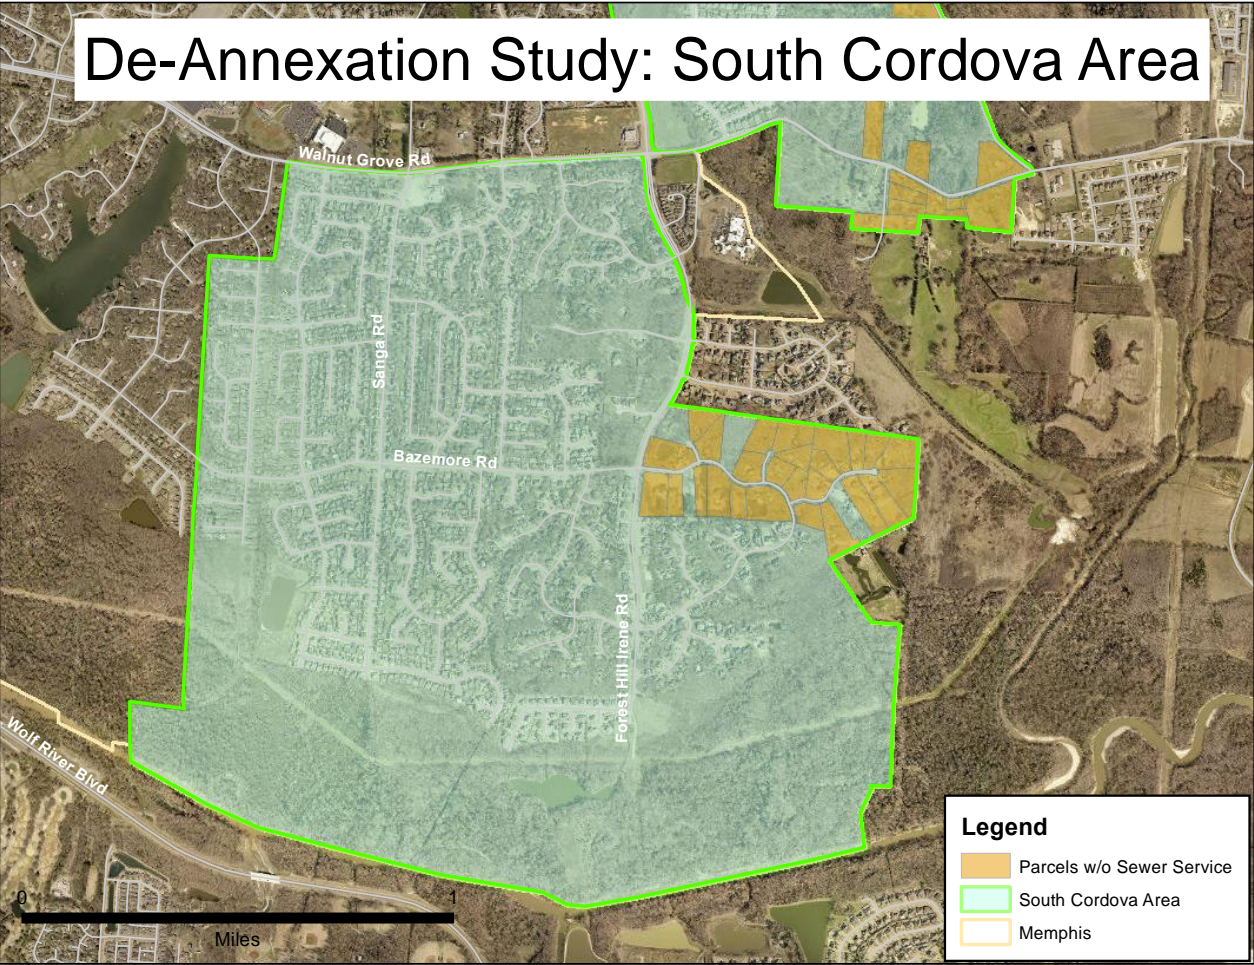 De-Annexation Study: South Cordova Area
Walnut Grove Rd
Sanga Rd
Bazemore Rd
Forest Hill Irene Rd
Wolf River Blvd
0
1
Miles
Legend
Parcels w/o Sewer Service
South Cordova Area
Memphis